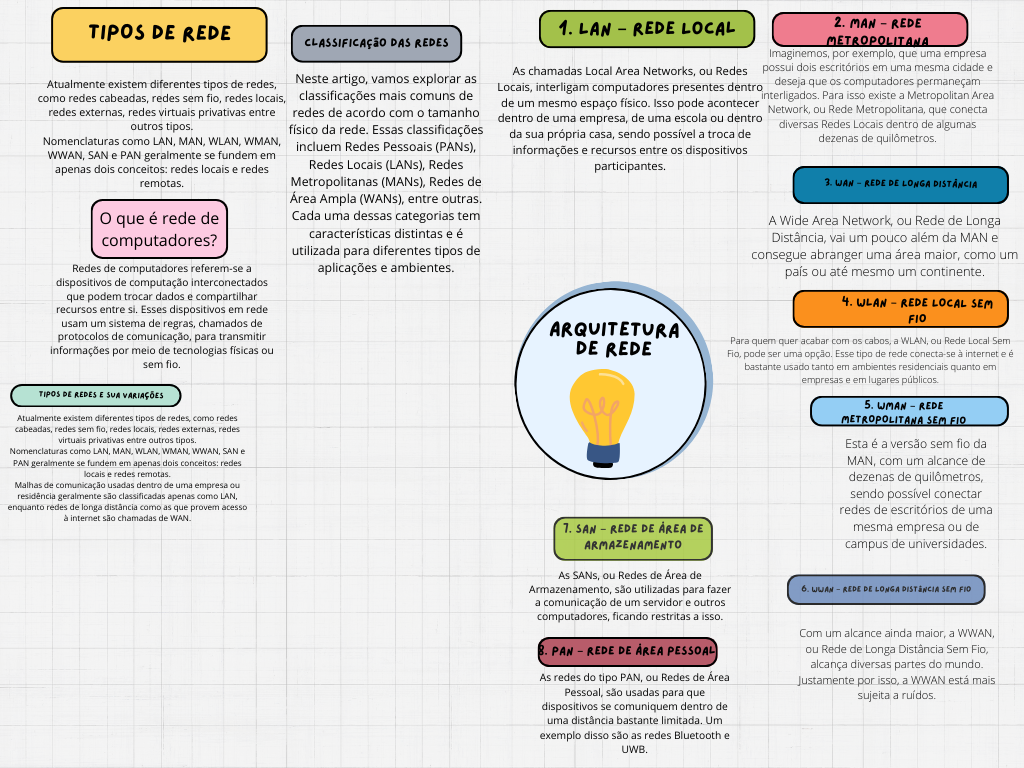 TIPOS DE REDE
Atualmente existem diferentes tipos de redes,
como redes cabeadas, redes sem fio, redes locais,
redes externas, redes virtuais privativas entre
outros tipos.
Nomenclaturas como LAN, MAN, WLAN, WMAN,
WWAN, SAN e PAN geralmente se fundem em
apenas dois conceitos: redes locais e redes
remotas.
O que é rede de
computadores?
Redes de computadores referem-se a
dispositivos de computação interconectados
que podem trocar dados e compartilhar
recursos entre si. Esses dispositivos em rede
usam um sistema de regras, chamados de
protocolos de comunicação, para transmitir
informações por meio de tecnologias físicas ou
sem fio.
TIPOS DE REDES E SUA VARIAÇÕES
Atualmente existem diferentes tipos de redes, como redes
cabeadas, redes sem fio, redes locais, redes externas, redes
virtuais privativas entre outros tipos.
Nomenclaturas como LAN, MAN, WLAN, WMAN, WWAN, SAN e
PAN geralmente se fundem em apenas dois conceitos: redes
locais e redes remotas.
Malhas de comunicação usadas dentro de uma empresa ou
residência geralmente são classificadas apenas como LAN,
enquanto redes de longa distância como as que provem acesso
à internet são chamadas de WAN.
CLASSIFICAÇÃO DAS REDES
Neste artigo, vamos explorar as
classificações mais comuns de
redes de acordo com o tamanho
físico da rede. Essas classificações
incluem Redes Pessoais (PANs),
Redes Locais (LANs), Redes
Metropolitanas (MANs), Redes de
Área Ampla (WANs), entre outras.
Cada uma dessas categorias tem
características distintas e é
utilizada para diferentes tipos de
aplicações e ambientes.
1. LAN – REDE LOCAL
As chamadas Local Area Networks, ou Redes
Locais, interligam computadores presentes dentro
de um mesmo espaço físico. Isso pode acontecer
dentro de uma empresa, de uma escola ou dentro
da sua própria casa, sendo possível a troca de
informações e recursos entre os dispositivos
participantes.
ARQUITETURA
DE REDE
7. SAN – REDE DE ÁREA DE
ARMAZENAMENTO
As SANs, ou Redes de Área de
Armazenamento, são utilizadas para fazer
a comunicação de um servidor e outros
computadores, ficando restritas a isso.
8. PAN – REDE DE ÁREA PESSOAL
As redes do tipo PAN, ou Redes de Área
Pessoal, são usadas para que
dispositivos se comuniquem dentro de
uma distância bastante limitada. Um
exemplo disso são as redes Bluetooth e
UWB.
2. MAN – REDE
METROPOLITANA
Imaginemos, por exemplo, que uma empresa
possui dois escritórios em uma mesma cidade e
deseja que os computadores permaneçam
interligados. Para isso existe a Metropolitan Area
Network, ou Rede Metropolitana, que conecta
diversas Redes Locais dentro de algumas
dezenas de quilômetros.
3. WAN – REDE DE LONGA DISTÂNCIA
A Wide Area Network, ou Rede de Longa
Distância, vai um pouco além da MAN e
consegue abranger uma área maior, como um
país ou até mesmo um continente.
4. WLAN – REDE LOCAL SEM
FIO
Para quem quer acabar com os cabos, a WLAN, ou Rede Local Sem
Fio, pode ser uma opção. Esse tipo de rede conecta-se à internet e é
bastante usado tanto em ambientes residenciais quanto em
empresas e em lugares públicos.
5. WMAN – REDE
METROPOLITANA SEM FIO
Esta é a versão sem fio da
MAN, com um alcance de
dezenas de quilômetros,
sendo possível conectar
redes de escritórios de uma
mesma empresa ou de
campus de universidades.
6. WWAN – REDE DE LONGA DISTÂNCIA SEM FIO
Com um alcance ainda maior, a WWAN,
ou Rede de Longa Distância Sem Fio,
alcança diversas partes do mundo.
Justamente por isso, a WWAN está mais
sujeita a ruídos.